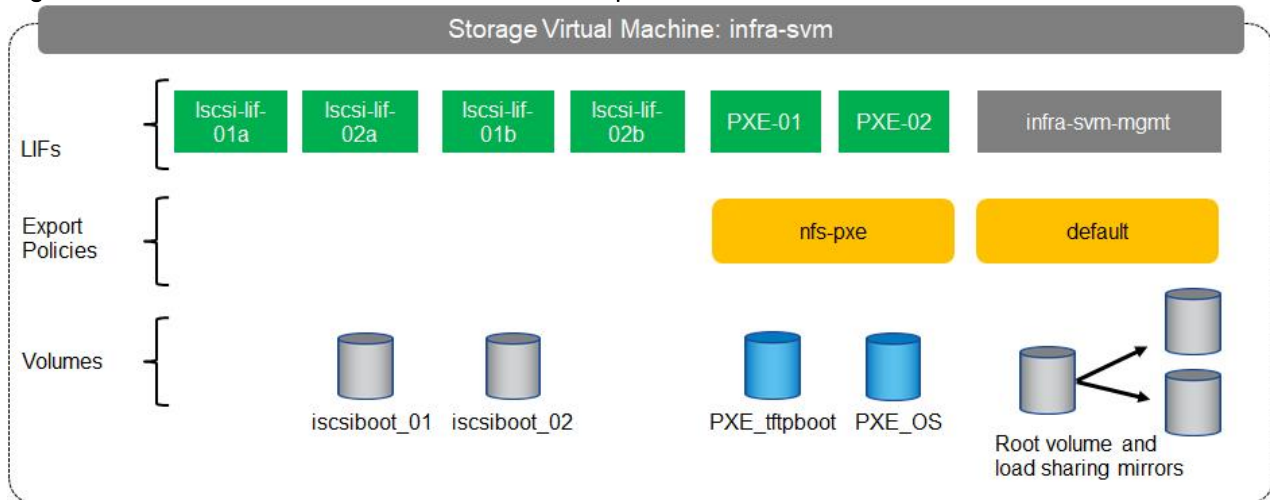 Storage Virtual Machine: infra-svm
LIFs
Iscsi-lif-
01a
Iscsi-lif-
02a
Iscsi-lif-
01b
Iscsi-lif-
02b
PXE-01
PXE-02
infra-svm-mgmt
Export
Policies
nfs-pxe
default
Volumes
iscsiboot_01
iscsiboot_02
PXE_tftpboot
PXE_OS
Root volume and
load sharing mirrors